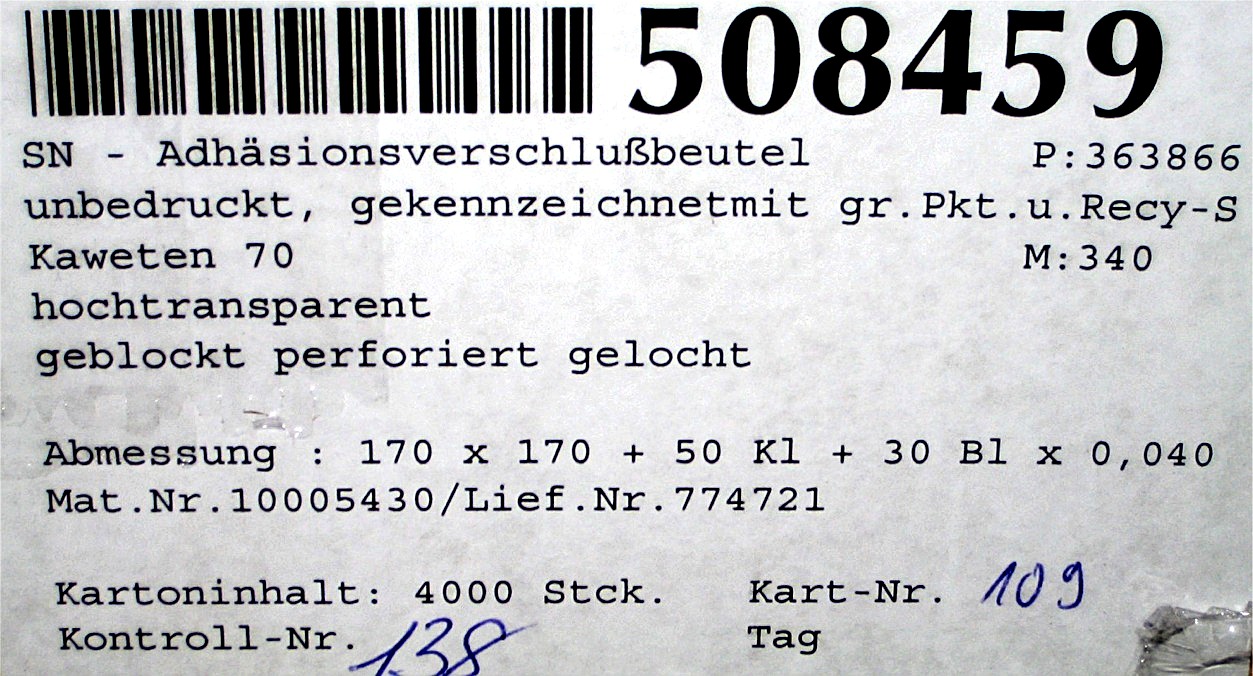 508459
SN - Adhäsionsverschlußbeutel P:363866
unbedruckt, gekennzeichnetmit gr.Pkt.u.Recy-S
Kaweten 70 M:340
hochtransparent
geblockt perforiert gelocht
Abmessung : 170 x 170 + 50 Kl + 30 Bl x 0,040
Mat.Nr.10005430/Lief.Nr.774721
Kartoninhalt: 4000 Stck. Kart-Nr. 109
Kontroll-Nr. 138 Tag